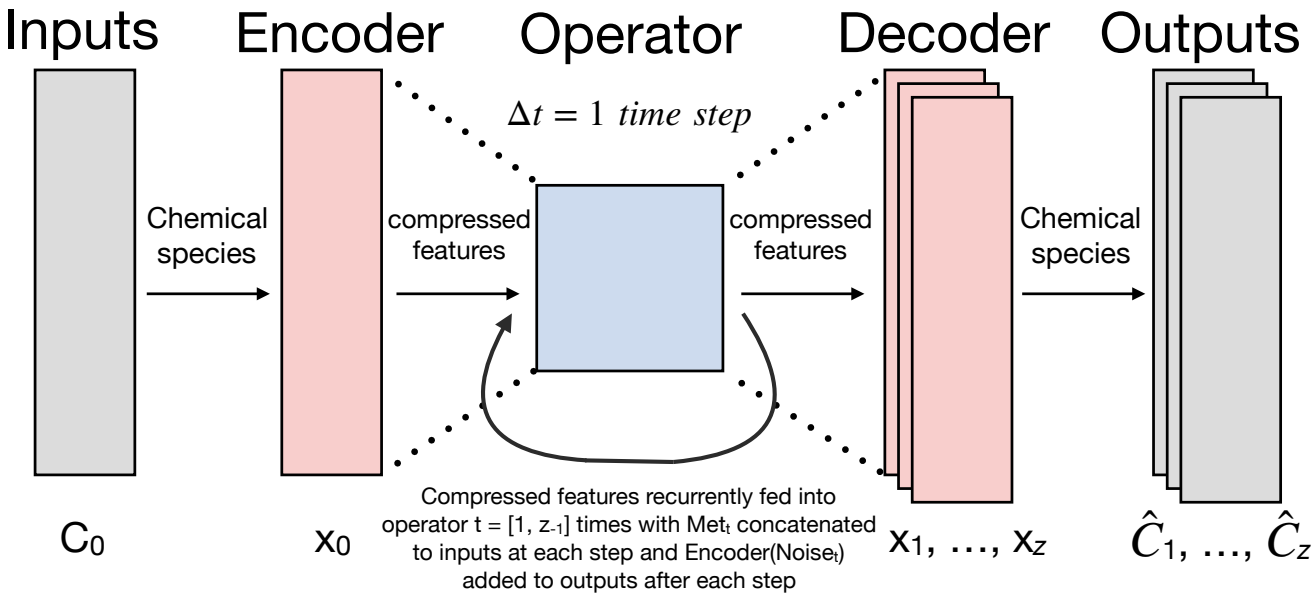 Inputs
Encoder
Operator
Decoder
Outputs
Δt = 1 time step
Chemical
species
compressed
features
compressed
features
Chemical
species
C₀
x₀
Compressed features recurrently fed into
operator t = [1, z₋₁] times with Metₜ concatenated
to inputs at each step and Encoder(Noiseₜ)
added to outputs after each step
x₁, ..., x_z
Ĉ₁, ..., Ĉ_z